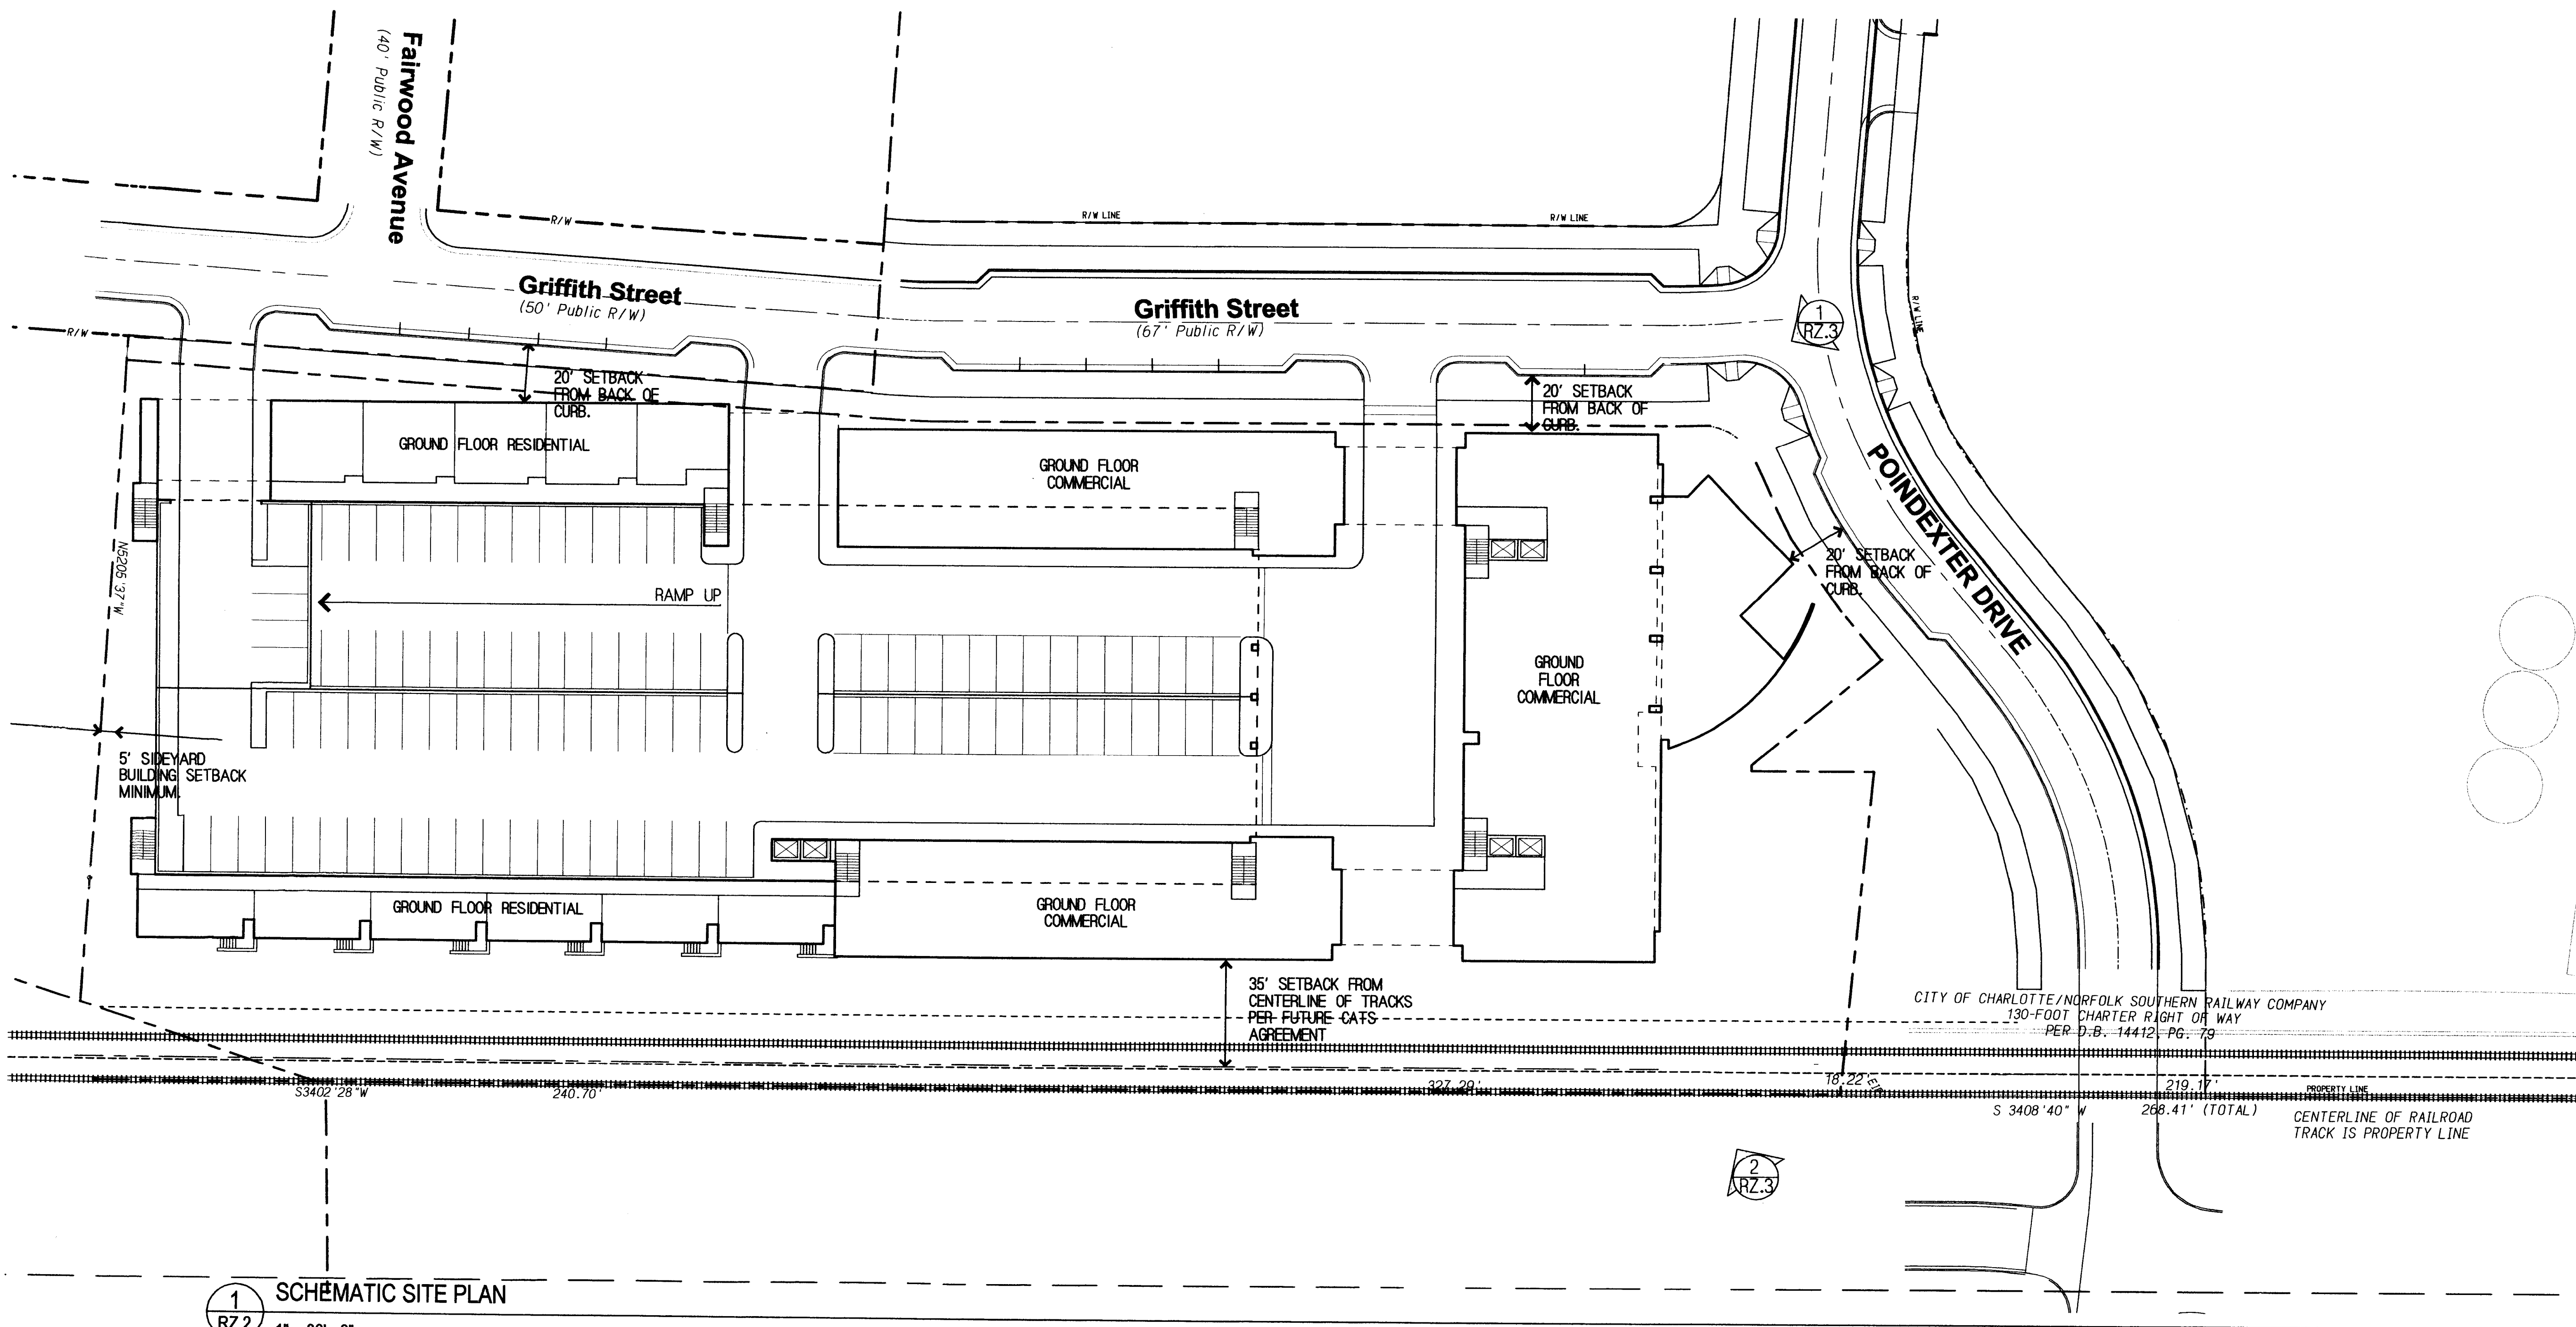 Fairwood Avenue
(40' Public R/W)
R/W
R/W LINE
R/W LINE
Griffith Street
(50' Public R/W)
Griffith Street
(67' Public R/W)
1
RZ.3
R/W LINE
R/W
20' SETBACK
FROM BACK OF
CURB.
20' SETBACK
FROM BACK OF
CURB.
GROUND FLOOR RESIDENTIAL
GROUND FLOOR
COMMERCIAL
POINDEXTER DRIVE
20' SETBACK
FROM BACK OF
CURB.
N5205'37"W
RAMP UP
GROUND
FLOOR
COMMERCIAL
5' SIDEYARD
BUILDING SETBACK
MINIMUM.
GROUND FLOOR RESIDENTIAL
GROUND FLOOR
COMMERCIAL
35' SETBACK FROM
CENTERLINE OF TRACKS
PER FUTURE CATS
AGREEMENT
CITY OF CHARLOTTE/NORFOLK SOUTHERN RAILWAY COMPANY
130-FOOT CHARTER RIGHT OF WAY
PER D.B. 14412, PG. 79
S3402'28"W
240.70'
327.29'
18.22'
219.17'
PROPERTY LINE
S 3408'40" W
268.41' (TOTAL)
CENTERLINE OF RAILROAD
TRACK IS PROPERTY LINE
2
RZ.3
1
RZ.2
SCHEMATIC SITE PLAN